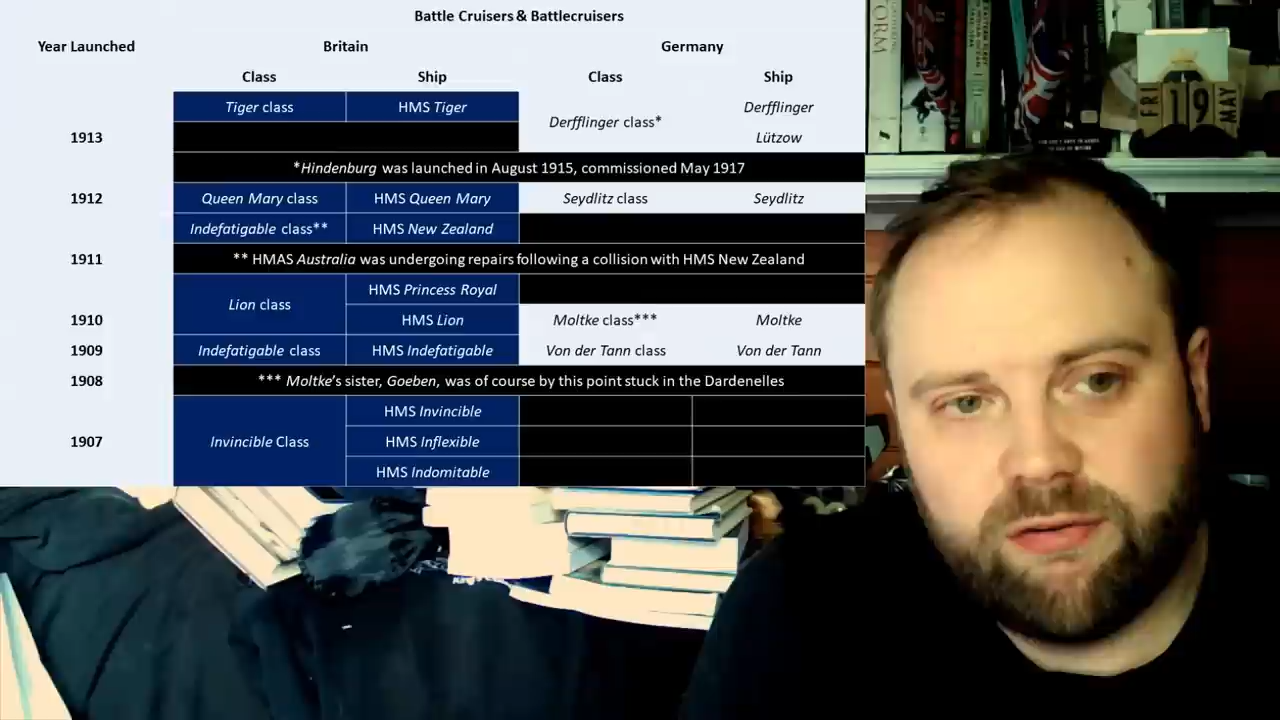 Battle Cruisers & Battlecruisers
Year Launched Britain Germany
Class Ship Class Ship
Tiger class HMS Tiger Derfflinger
Derfflinger class*
1913 Lützow
*Hindenburg was launched in August 1915, commissioned May 1917
1912 Queen Mary class HMS Queen Mary Seydlitz class Seydlitz
Indefatigable class** HMS New Zealand
1911 ** HMAS Australia was undergoing repairs following a collision with HMS New Zealand
HMS Princess Royal
Lion class
1910 HMS Lion Moltke class*** Moltke
1909 Indefatigable class HMS Indefatigable Von der Tann class Von der Tann
1908 *** Moltke's sister, Goeben, was of course by this point stuck in the Dardenelles
HMS Invincible
1907 Invincible Class HMS Inflexible
HMS Indomitable
FRI 19 MAY